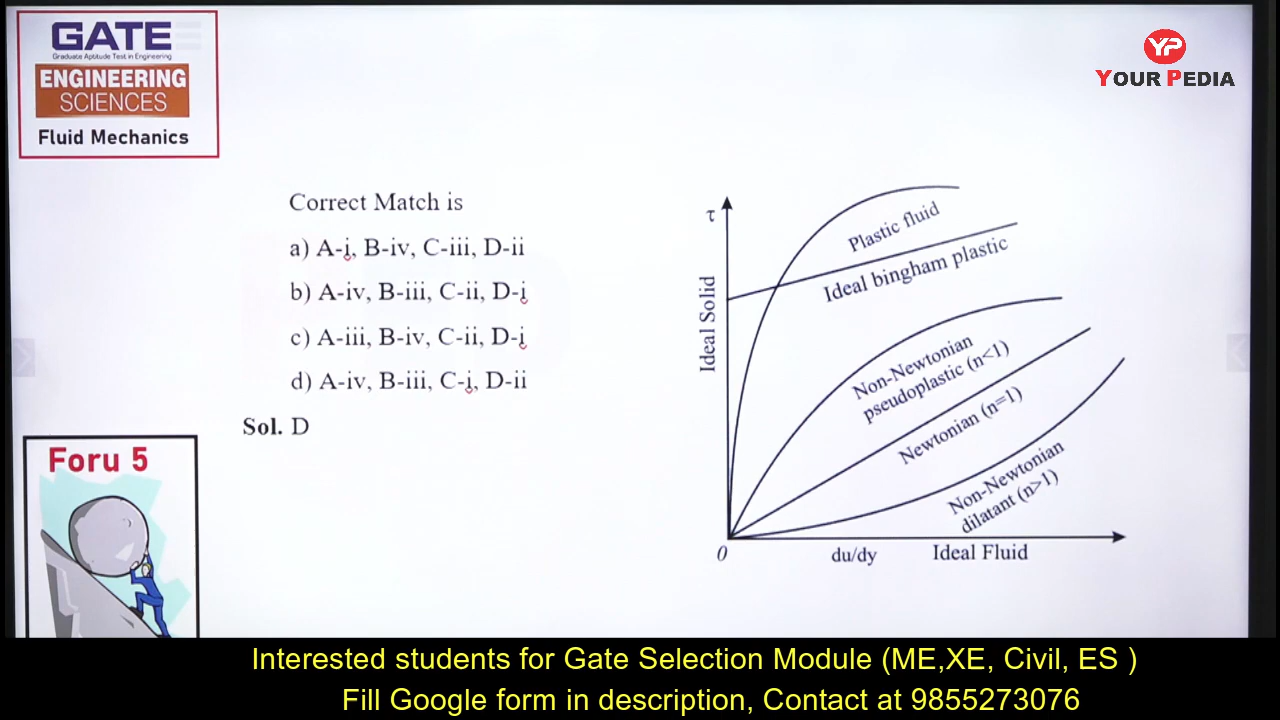 GATE
Graduate Aptitude Test in Engineering
ENGINEERING
SCIENCES
Fluid Mechanics
YP
YOUR PEDIA
Correct Match is
a) A-i, B-iv, C-iii, D-ii
b) A-iv, B-iii, C-ii, D-i
c) A-iii, B-iv, C-ii, D-i
d) A-iv, B-iii, C-i, D-ii
Sol. D
τ
Ideal Solid
Plastic fluid
Ideal bingham plastic
Non-Newtonian
pseudoplastic (n<1)
Newtonian (n=1)
Non-Newtonian
dilatant (n>1)
0
du/dy
Ideal Fluid
Foru 5
Interested students for Gate Selection Module (ME,XE, Civil, ES )
Fill Google form in description, Contact at 9855273076